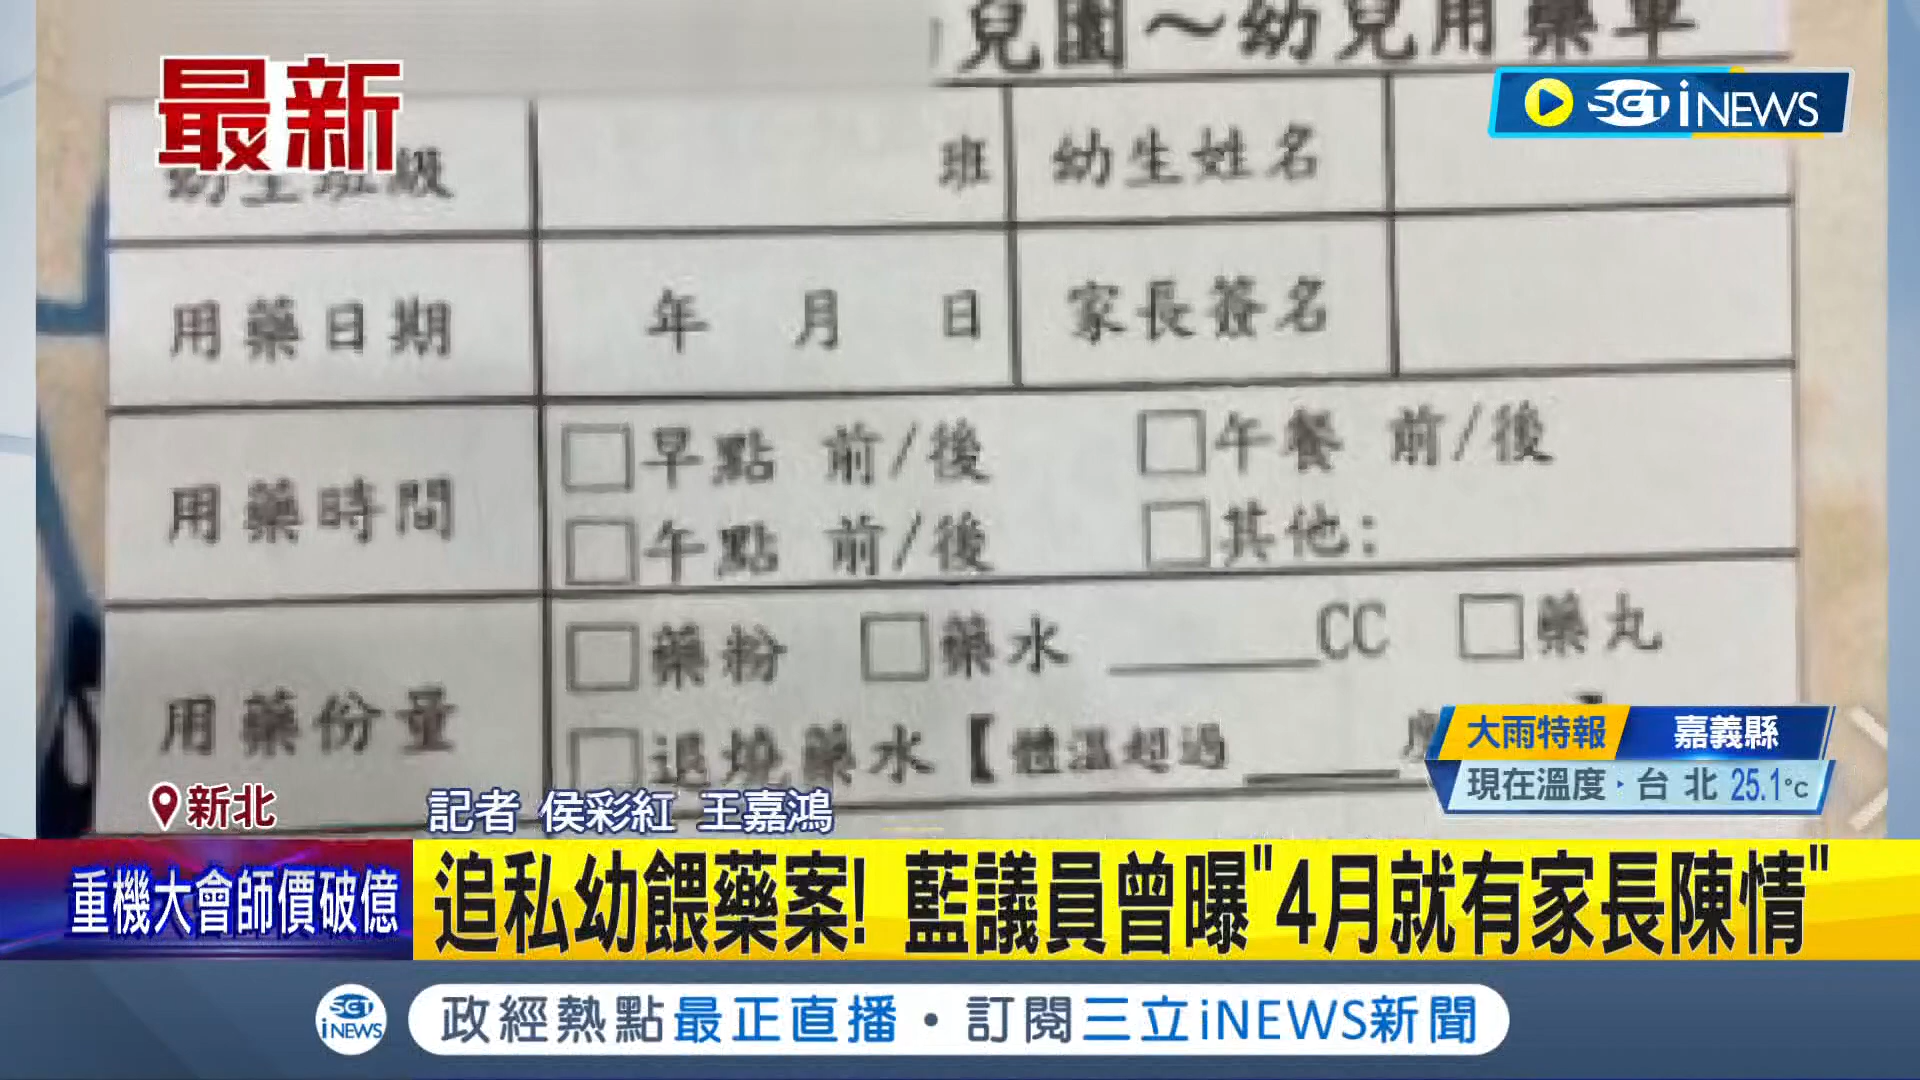 兒園～幼兒用藥單
最新
SETiNEWS
幼生班級 班 幼生姓名
用藥日期 年 月 日 家長簽名
用藥時間 □早點 前/後 □午餐 前/後
□午點 前/後 □其他:
用藥份量 □藥粉 □藥水 ______CC □藥丸
□退燒藥水【體溫超過 ______
大雨特報 嘉義縣
現在溫度·台北 25.1°C
新北 記者 侯彩紅 王嘉鴻
重機大會師價破億 追私幼餵藥案! 藍議員曾曝"4月就有家長陳情"
SET iNEWS 政經熱點最正直播·訂閱三立iNEWS新聞